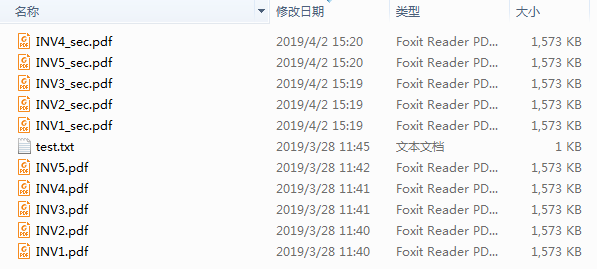 名称 修改日期 类型 大小
INV4_sec.pdf 2019/4/2 15:20 Foxit Reader PD... 1,573 KB
INV5_sec.pdf 2019/4/2 15:20 Foxit Reader PD... 1,573 KB
INV3_sec.pdf 2019/4/2 15:19 Foxit Reader PD... 1,573 KB
INV2_sec.pdf 2019/4/2 15:19 Foxit Reader PD... 1,573 KB
INV1_sec.pdf 2019/4/2 15:19 Foxit Reader PD... 1,573 KB
test.txt 2019/3/28 11:45 文本文档 1 KB
INV5.pdf 2019/3/28 11:42 Foxit Reader PD... 1,573 KB
INV4.pdf 2019/3/28 11:41 Foxit Reader PD... 1,573 KB
INV3.pdf 2019/3/28 11:41 Foxit Reader PD... 1,573 KB
INV2.pdf 2019/3/28 11:40 Foxit Reader PD... 1,573 KB
INV1.pdf 2019/3/28 11:40 Foxit Reader PD... 1,573 KB